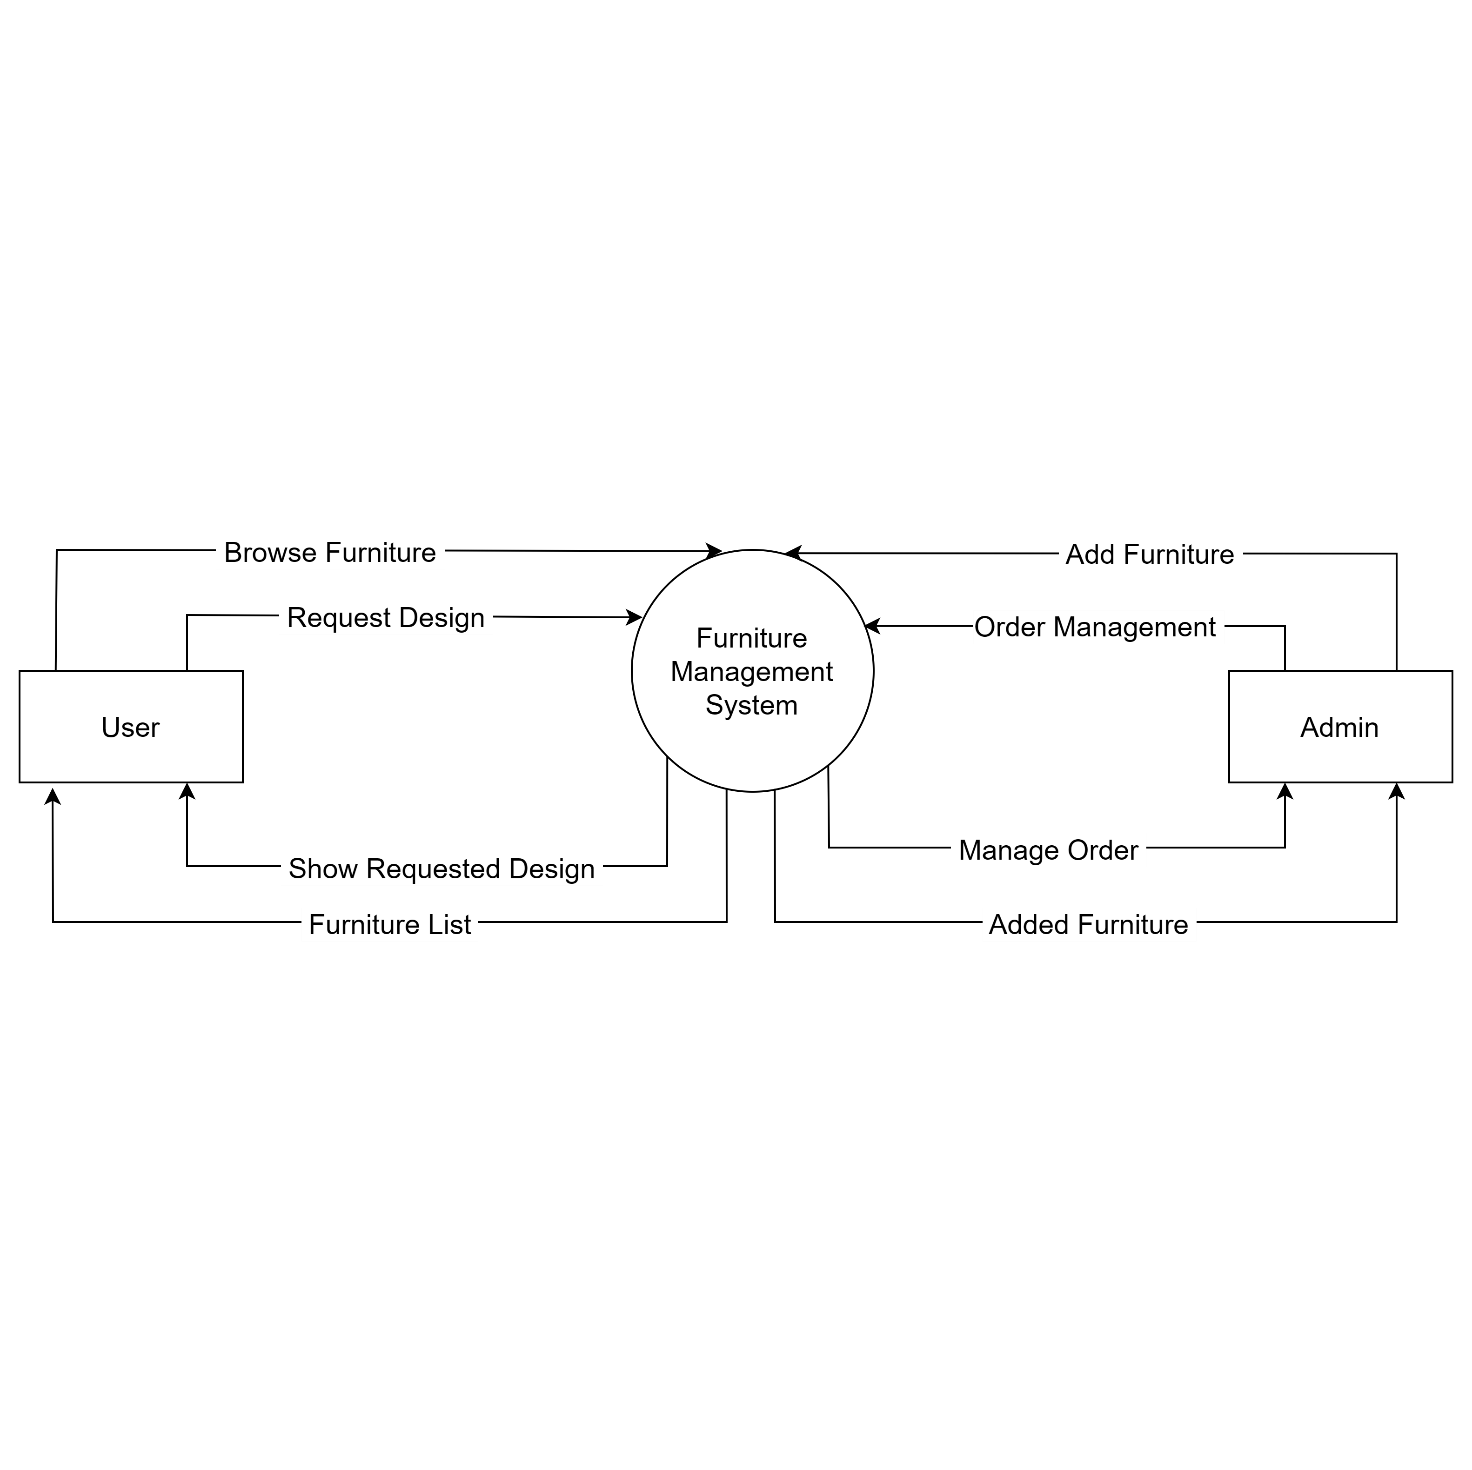 Browse Furniture
Add Furniture
Request Design
Order Management
Furniture
Management
System
User
Admin
Manage Order
Show Requested Design
Furniture List
Added Furniture